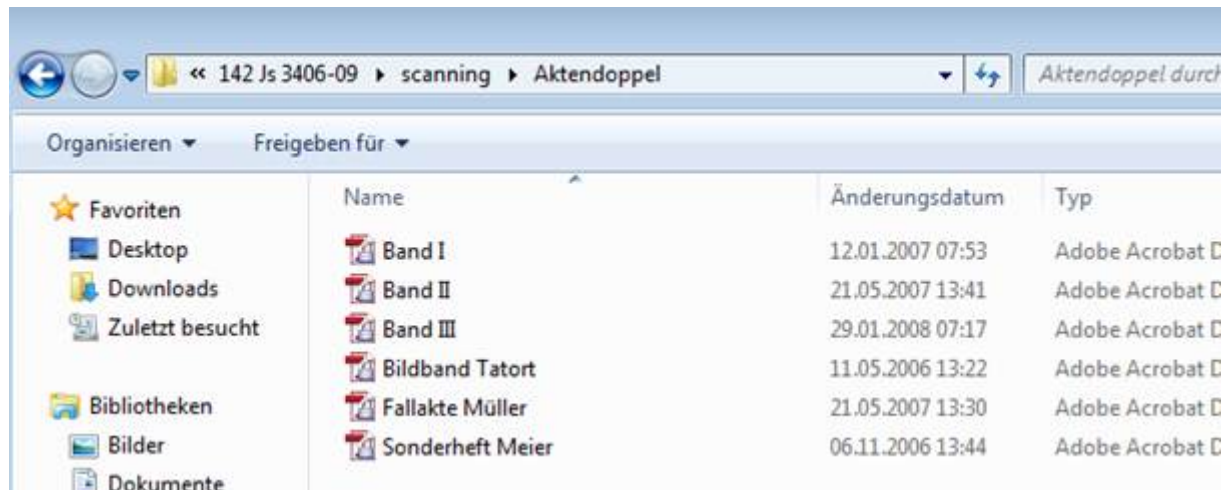 « 142 Js 3406-09 ▸ scanning ▸ Aktendoppel
Aktendoppel durch
Organisieren Freigeben für
Name Änderungsdatum Typ
Favoriten
Desktop
Downloads
Zuletzt besucht
Bibliotheken
Bilder
Dokumente
Band I 12.01.2007 07:53 Adobe Acrobat D
Band II 21.05.2007 13:41 Adobe Acrobat D
Band III 29.01.2008 07:17 Adobe Acrobat D
Bildband Tatort 11.05.2006 13:22 Adobe Acrobat D
Fallakte Müller 21.05.2007 13:30 Adobe Acrobat D
Sonderheft Meier 06.11.2006 13:44 Adobe Acrobat D